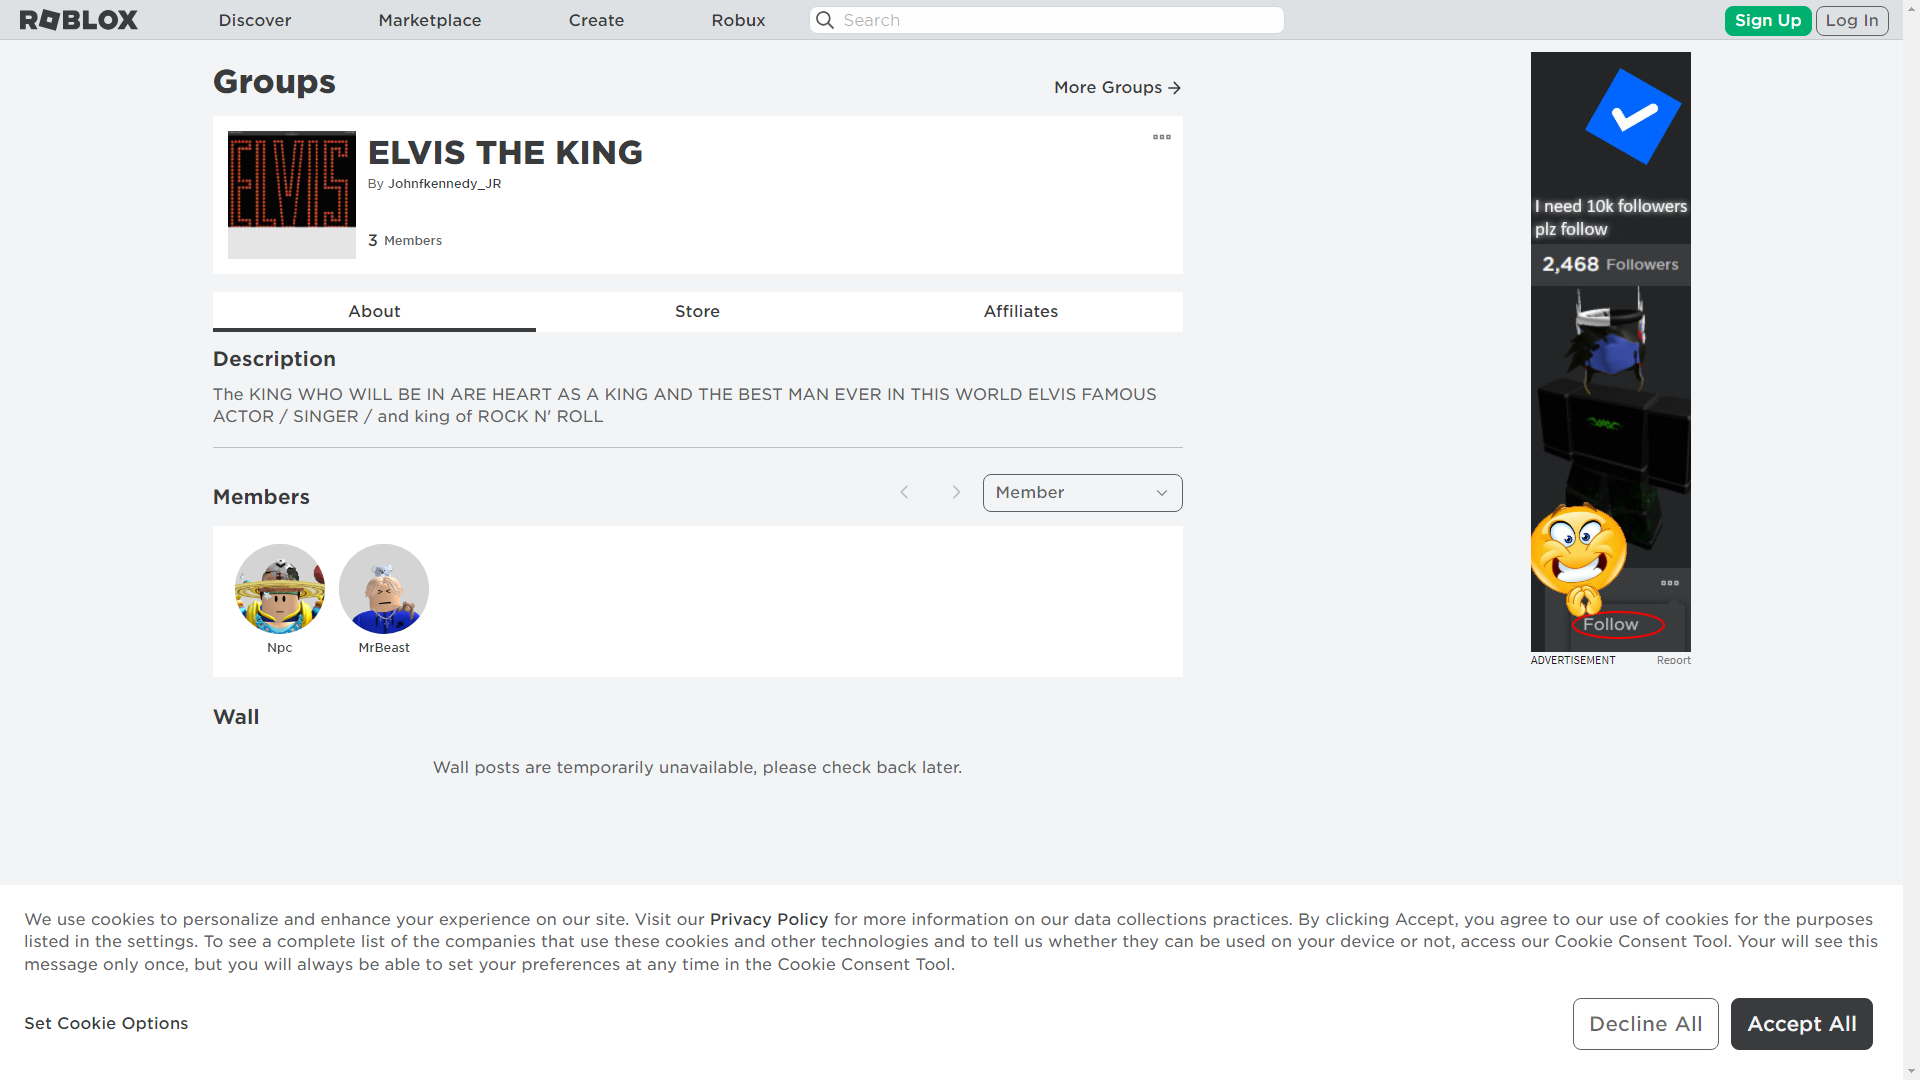 ROBLOX
Discover
Marketplace
Create
Robux
Search
Sign Up
Log In
Groups
More Groups
ELVIS
ELVIS THE KING
By Johnfkennedy_JR
3 Members
About
Store
Affiliates
Description
The KING WHO WILL BE IN ARE HEART AS A KING AND THE BEST MAN EVER IN THIS WORLD ELVIS FAMOUS
ACTOR / SINGER / and king of ROCK N' ROLL
Members
Member
Npc
MrBeast
Wall
Wall posts are temporarily unavailable, please check back later.
I need 10k followers
plz follow
2,468 Followers
Follow
ADVERTISEMENT
Report
We use cookies to personalize and enhance your experience on our site. Visit our Privacy Policy for more information on our data collections practices. By clicking Accept, you agree to our use of cookies for the purposes
listed in the settings. To see a complete list of the companies that use these cookies and other technologies and to tell us whether they can be used on your device or not, access our Cookie Consent Tool. Your will see this
message only once, but you will always be able to set your preferences at any time in the Cookie Consent Tool.
Set Cookie Options
Decline All
Accept All